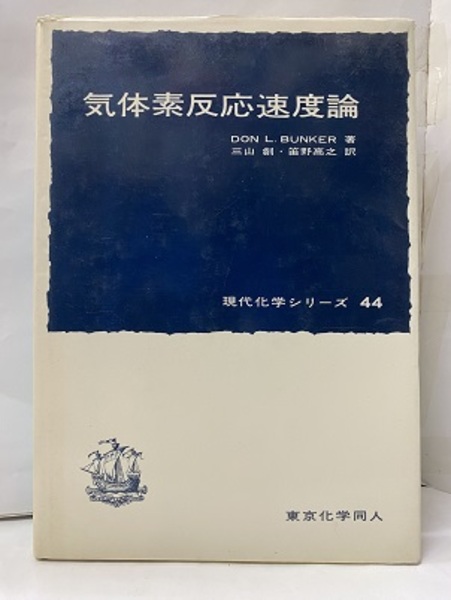 気体素反応速度論
DON L. BUNKER 著
三山 創・笛野高之 訳
現代化学シリーズ 44
東京化学同人